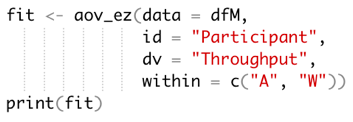 fit <- aov_ez(data = dfM,
id = "Participant",
dv = "Throughput",
within = c("A", "W"))
print(fit)